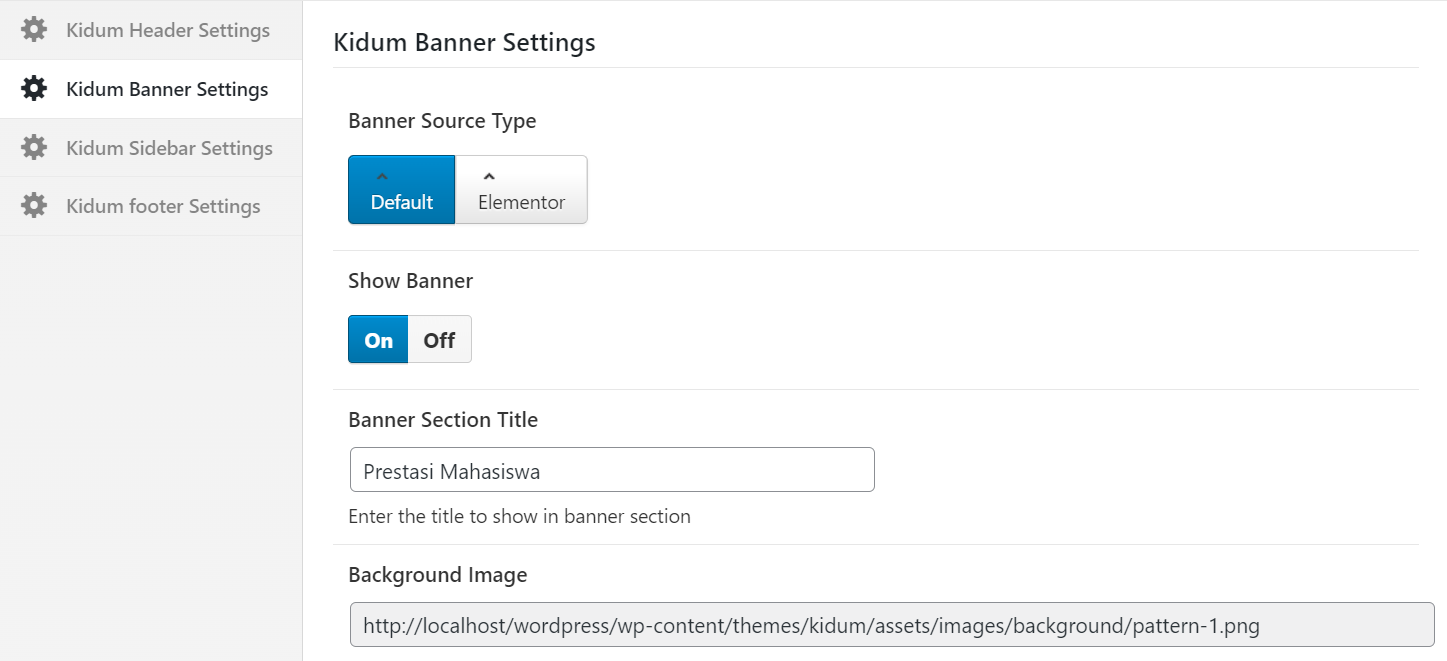 Kidum Header Settings
Kidum Banner Settings
Kidum Sidebar Settings
Kidum footer Settings
Kidum Banner Settings
Banner Source Type
Default Elementor
Show Banner
On Off
Banner Section Title
Prestasi Mahasiswa
Enter the title to show in banner section
Background Image
http://localhost/wordpress/wp-content/themes/kidum/assets/images/background/pattern-1.png